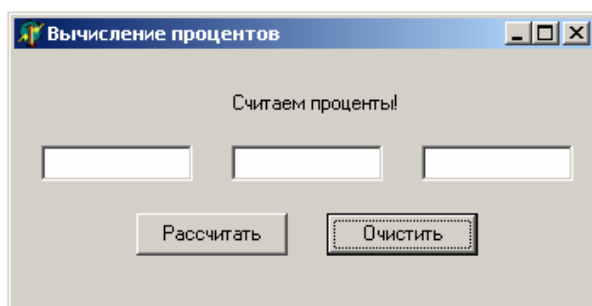 Вычисление процентов
Считаем проценты!
Рассчитать Очистить